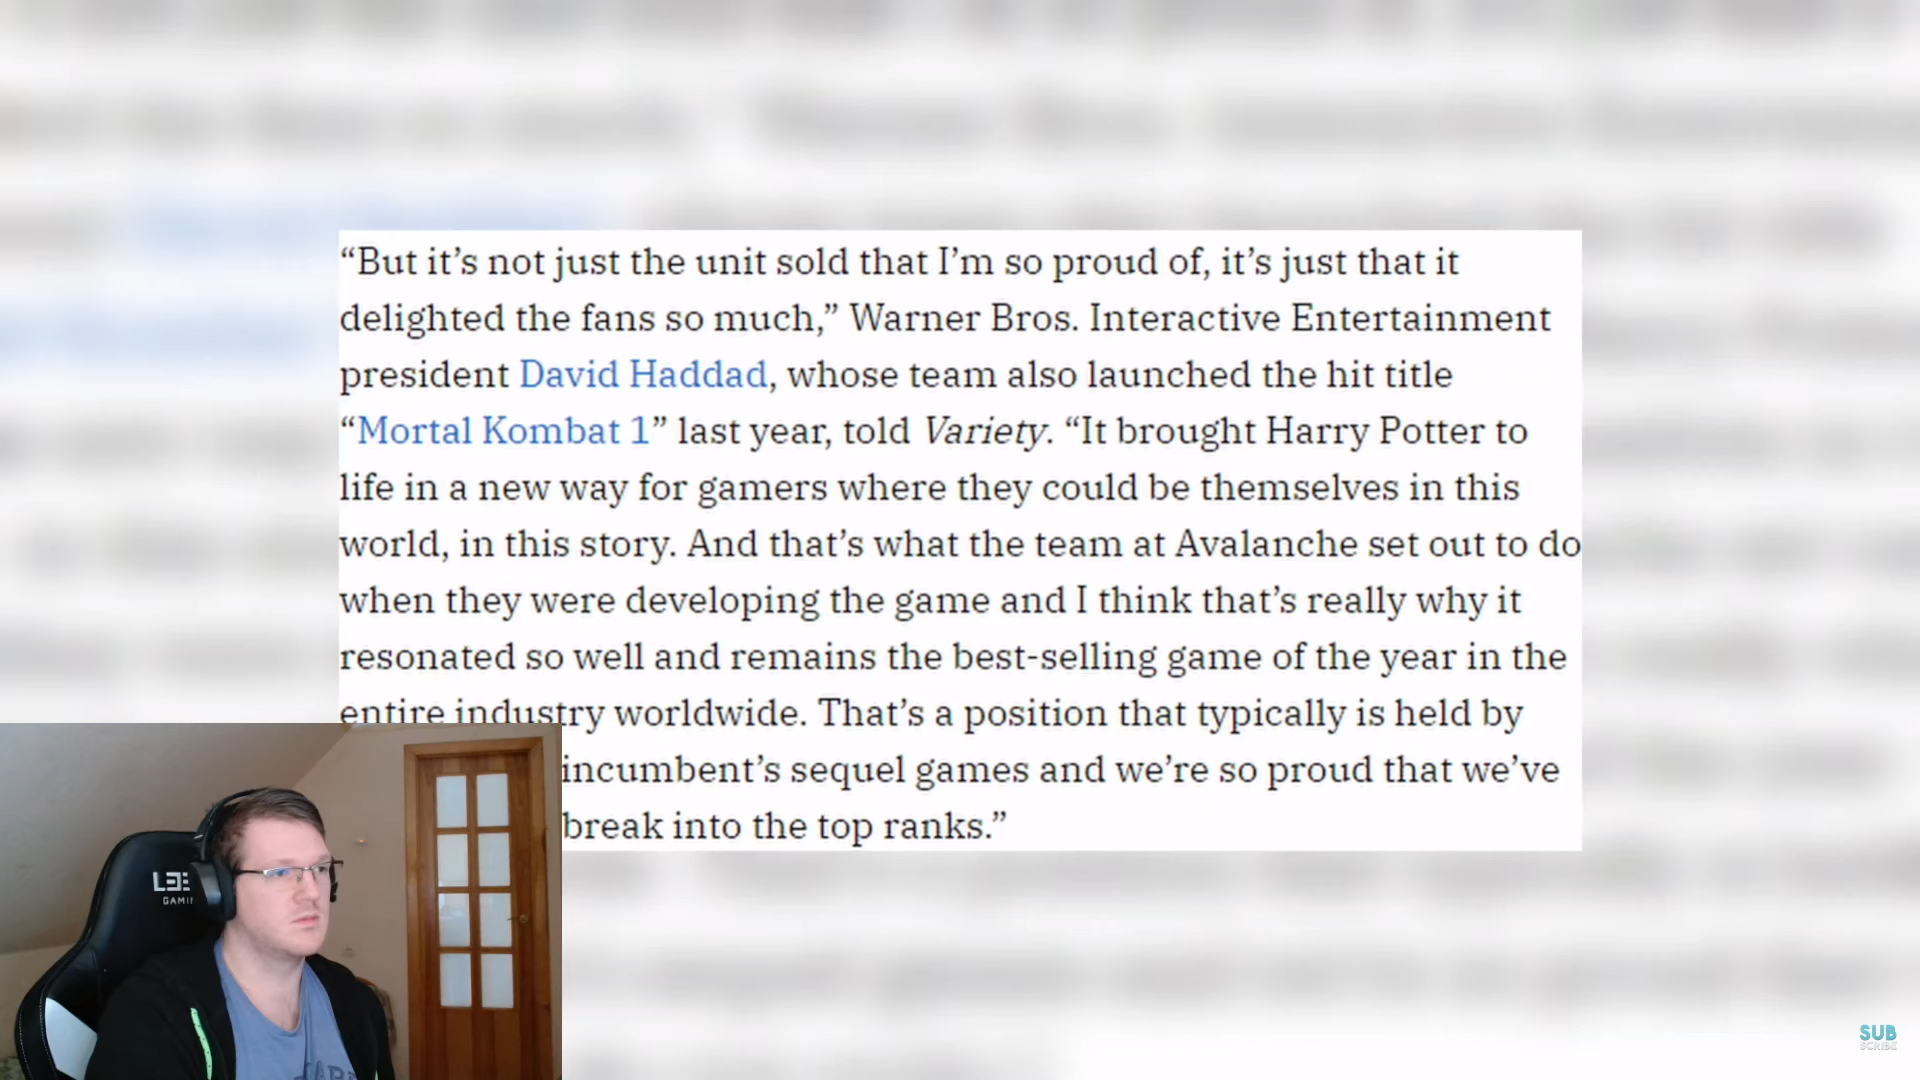 “But it’s not just the unit sold that I’m so proud of, it’s just that it
delighted the fans so much,” Warner Bros. Interactive Entertainment
president David Haddad, whose team also launched the hit title
“Mortal Kombat 1” last year, told Variety. “It brought Harry Potter to
life in a new way for gamers where they could be themselves in this
world, in this story. And that’s what the team at Avalanche set out to do
when they were developing the game and I think that’s really why it
resonated so well and remains the best-selling game of the year in the
entire industry worldwide. That’s a position that typically is held by
incumbent’s sequel games and we’re so proud that we’ve
break into the top ranks.”
GAMI
SUB
SCRIBE